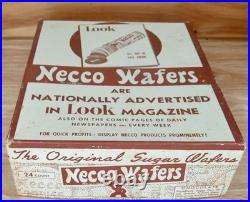 Look
Necco Wafers
ARE
NATIONALLY ADVERTISED
IN Look MAGAZINE
ALSO ON THE COMIC PAGES OF DAILY
NEWSPAPERS EVERY WEEK
FOR QUICK PROFITS - DISPLAY NECCO PRODUCTS PROMINENTLY!
The Original Sugar Wafers
24 COUNT
Necco Wafers